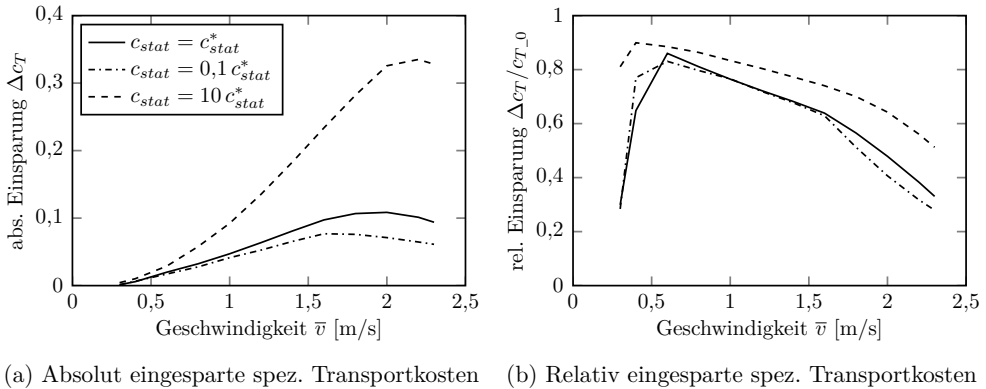 0,4
0,3
0,2
0,1
0
abs. Einsparung Δc_T
c_stat = c*_stat
c_stat = 0,1 c*_stat
c_stat = 10 c*_stat
0 0,5 1 1,5 2 2,5
Geschwindigkeit v̅ [m/s]
(a) Absolut eingesparte spez. Transportkosten
1
0,8
0,6
0,4
0,2
0
rel. Einsparung Δc_T/c_T_0
0 0,5 1 1,5 2 2,5
Geschwindigkeit v̅ [m/s]
(b) Relativ eingesparte spez. Transportkosten